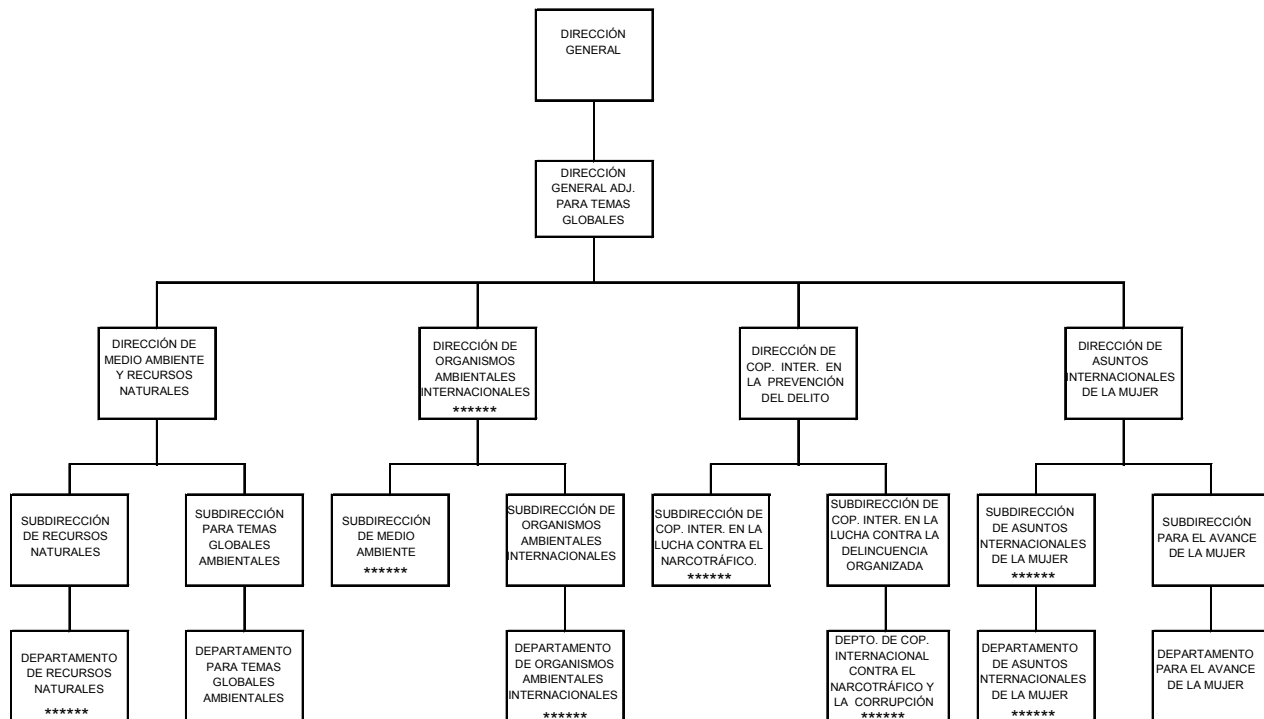 DIRECCIÓN
GENERAL
DIRECCIÓN
GENERAL ADJ.
PARA TEMAS
GLOBALES
DIRECCIÓN DE
MEDIO AMBIENTE
Y RECURSOS
NATURALES
DIRECCIÓN DE
ORGANISMOS
AMBIENTALES
INTERNACIONALES
******
DIRECCIÓN DE
COP. INTER. EN
LA PREVENCIÓN
DEL DELITO
DIRECCIÓN DE
ASUNTOS
INTERNACIONALES
DE LA MUJER
SUBDIRECCIÓN
DE RECURSOS
NATURALES
SUBDIRECCIÓN
PARA TEMAS
GLOBALES
AMBIENTALES
SUBDIRECCIÓN
DE MEDIO
AMBIENTE
******
SUBDIRECCIÓN DE
ORGANISMOS
AMBIENTALES
INTERNACIONALES
SUBDIRECCIÓN DE
COP. INTER. EN LA
LUCHA CONTRA EL
NARCOTRÁFICO.
******
SUBDIRECCIÓN DE
COP. INTER. EN LA
LUCHA CONTRA LA
DELINCUENCIA
ORGANIZADA
SUBDIRECCIÓN
DE ASUNTOS
NTERNACIONALES
DE LA MUJER
******
SUBDIRECCIÓN
PARA EL AVANCE
DE LA MUJER
DEPARTAMENTO
DE RECURSOS
NATURALES
******
DEPARTAMENTO
PARA TEMAS
GLOBALES
AMBIENTALES
DEPARTAMENTO
DE ORGANISMOS
AMBIENTALES
INTERNACIONALES
******
DEPTO. DE COP.
INTERNACIONAL
CONTRA EL
NARCOTRÁFICO Y
LA CORRUPCIÓN
******
DEPARTAMENTO
DE ASUNTOS
NTERNACIONALES
DE LA MUJER
******
DEPARTAMENTO
PARA EL AVANCE
DE LA MUJER